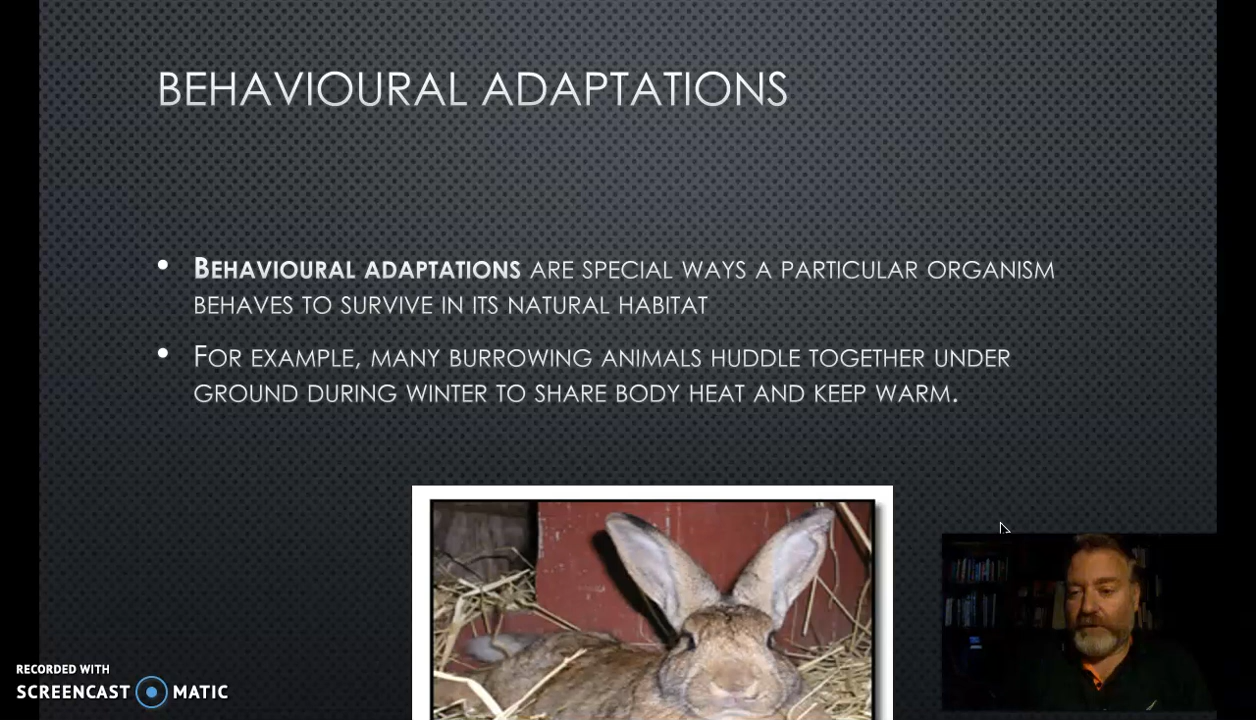 BEHAVIOURAL ADAPTATIONS
• BEHAVIOURAL ADAPTATIONS ARE SPECIAL WAYS A PARTICULAR ORGANISM
BEHAVES TO SURVIVE IN ITS NATURAL HABITAT
• FOR EXAMPLE, MANY BURROWING ANIMALS HUDDLE TOGETHER UNDER
GROUND DURING WINTER TO SHARE BODY HEAT AND KEEP WARM.
RECORDED WITH
SCREENCAST MATIC